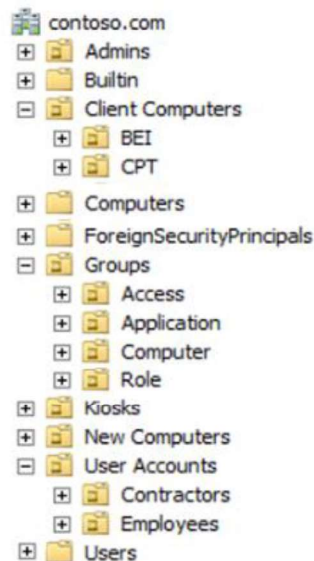 contoso.com
Admins
Builtin
Client Computers
BEI
CPT
Computers
ForeignSecurityPrincipals
Groups
Access
Application
Computer
Role
Kiosks
New Computers
User Accounts
Contractors
Employees
Users